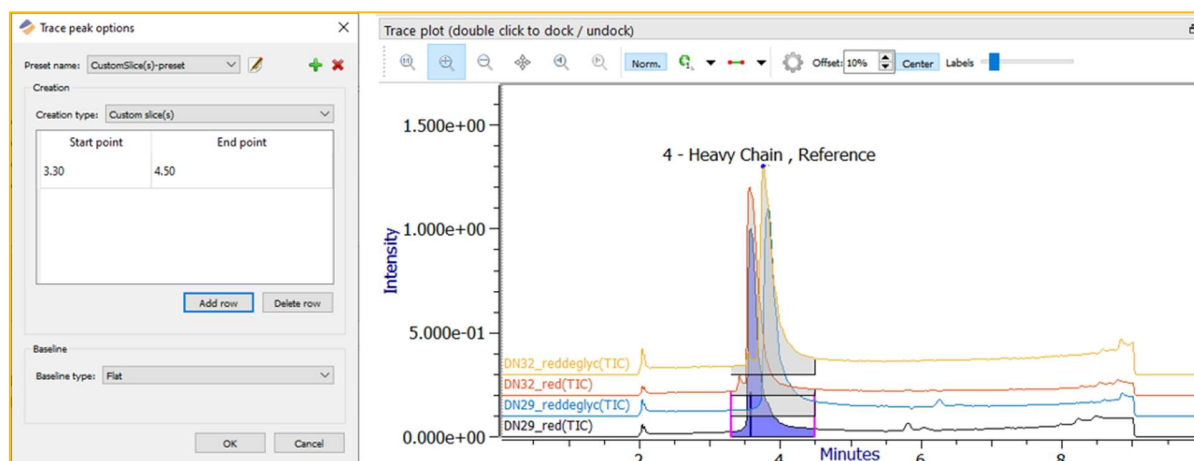 Trace peak options
Preset name: CustomSlice(s)-preset
Creation
Creation type: Custom slice(s)
Start point End point
3.30 4.50
Add row Delete row
Baseline
Baseline type: Flat
OK Cancel
Trace plot (double click to dock / undock)
Norm. Offset: 10% Center Labels
4 - Heavy Chain , Reference
Intensity
1.500e+00
1.000e+00
5.000e-01
0.000e+00
DN32_reddeglyc(TIC)
DN32_red(TIC)
DN29_reddeglyc(TIC)
DN29_red(TIC)
2 4 6 8
Minutes